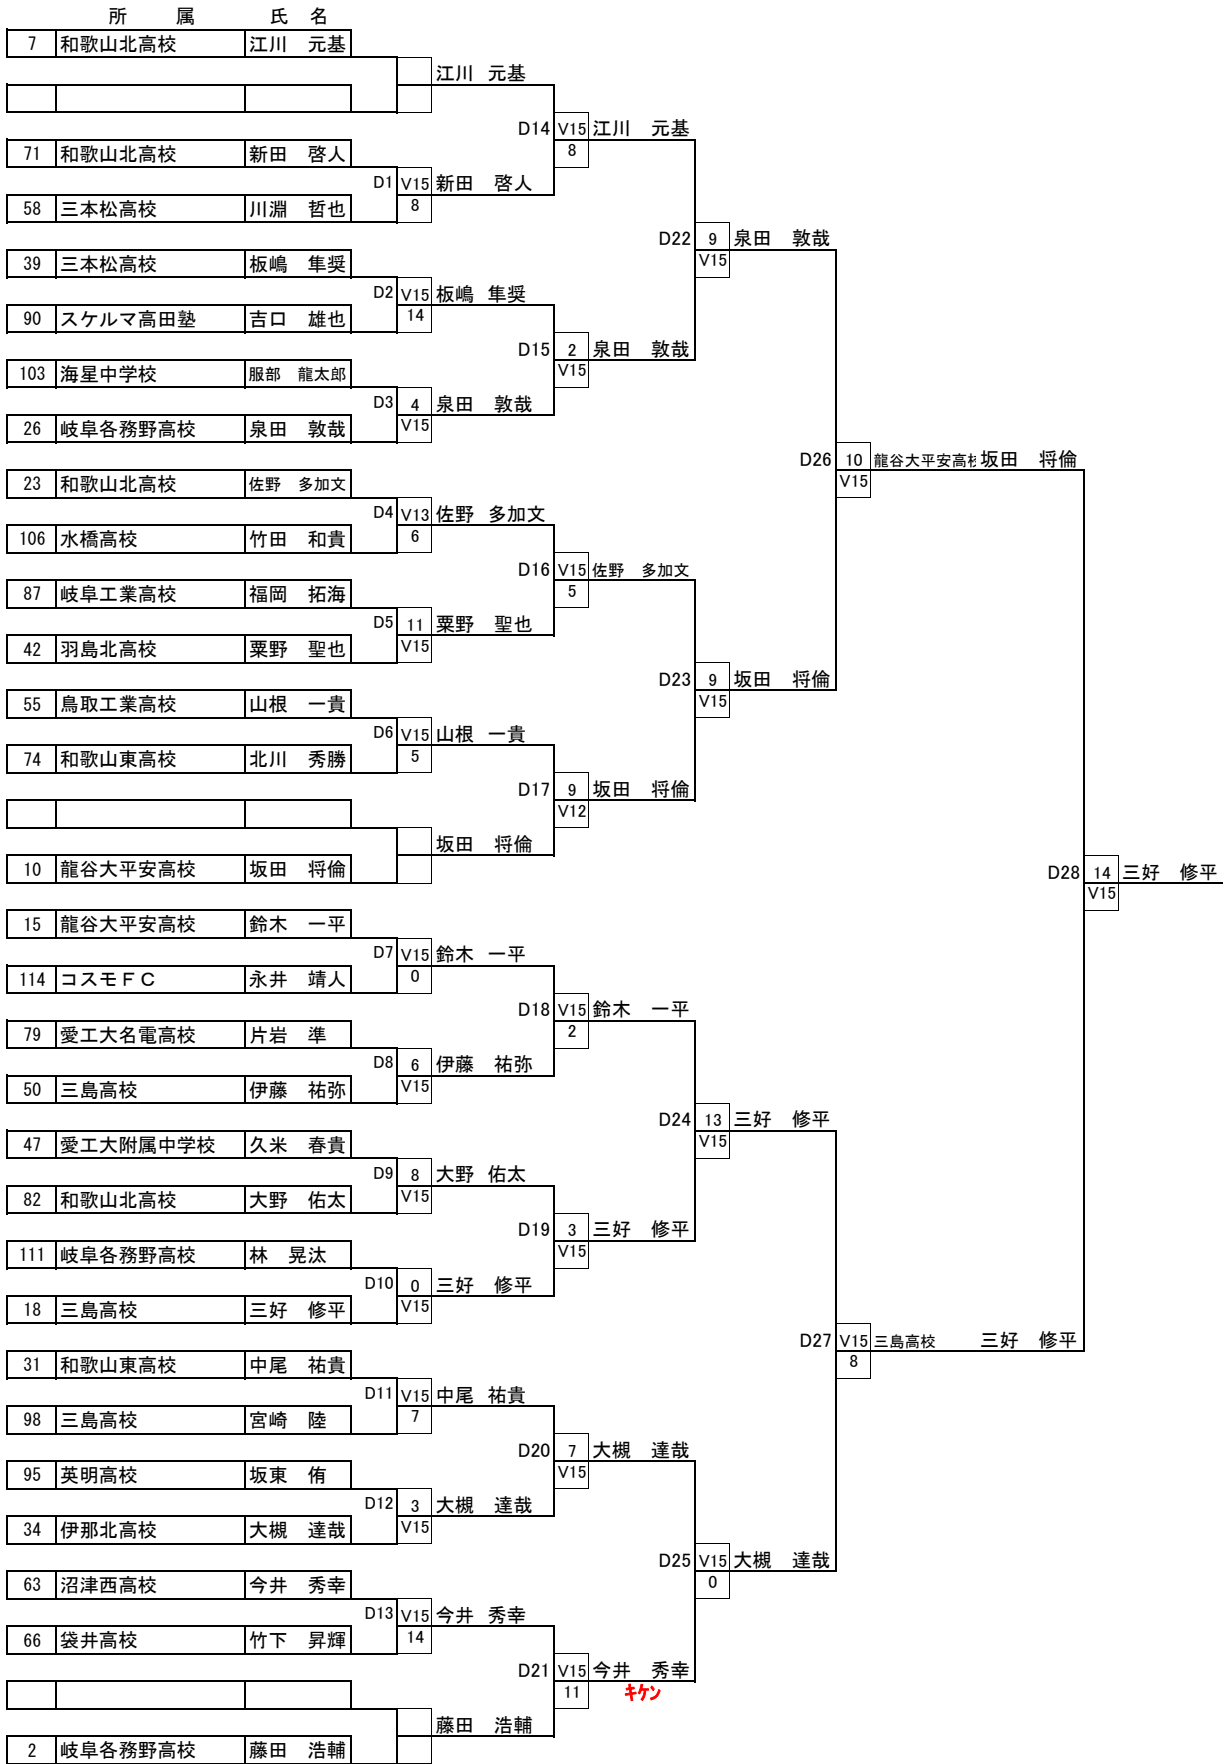 所　属　氏　名
7 和歌山北高校 江川　元基
江川 元基
D14 V15 江川　元基
8
71 和歌山北高校 新田　啓人
D1 V15 新田　啓人
58 三本松高校 川淵　哲也 8
D22 9 泉田　敦哉
V15
39 三本松高校 板嶋　隼奨
D2 V15 板嶋 隼奨
90 スケルマ高田塾 吉口　雄也 14
D15 2 泉田　敦哉
V15
103 海星中学校 服部　龍太郎
D3 4 泉田　敦哉
26 岐阜各務野高校 泉田　敦哉 V15
D26 10 龍谷大平安高校 坂田　将倫
V15
23 和歌山北高校 佐野　多加文
D4 V13 佐野 多加文
106 水橋高校 竹田　和貴 6
D16 V15 佐野　多加文
5
87 岐阜工業高校 福岡　拓海
D5 11 粟野　聖也
42 羽島北高校 粟野　聖也 V15
D23 9 坂田　将倫
V15
55 鳥取工業高校 山根　一貴
D6 V15 山根 一貴
74 和歌山東高校 北川　秀勝 5
D17 9 坂田　将倫
V12
坂田　将倫
10 龍谷大平安高校 坂田　将倫
D28 14 三好　修平
V15
15 龍谷大平安高校 鈴木　一平
D7 V15 鈴木 一平
114 コスモＦＣ 永井　靖人 0
D18 V15 鈴木　一平
2
79 愛工大名電高校 片岩　準
D8 6 伊藤　祐弥
50 三島高校 伊藤　祐弥 V15
D24 13 三好　修平
V15
47 愛工大附属中学校 久米　春貴
D9 8 大野 佑太
82 和歌山北高校 大野　佑太 V15
D19 3 三好　修平
V15
111 岐阜各務野高校 林　晃汰
D10 0 三好　修平
18 三島高校 三好　修平 V15
D27 V15 三島高校 三好　修平
8
31 和歌山東高校 中尾　祐貴
D11 V15 中尾 祐貴
98 三島高校 宮崎　陸 7
D20 7 大槻　達哉
V15
95 英明高校 坂東　侑
D12 3 大槻　達哉
34 伊那北高校 大槻　達哉 V15
D25 V15 大槻　達哉
0
63 沼津西高校 今井　秀幸
D13 V15 今井 秀幸
66 袋井高校 竹下　昇輝 14
D21 V15 今井　秀幸
11 キケン
藤田　浩輔
2 岐阜各務野高校 藤田　浩輔